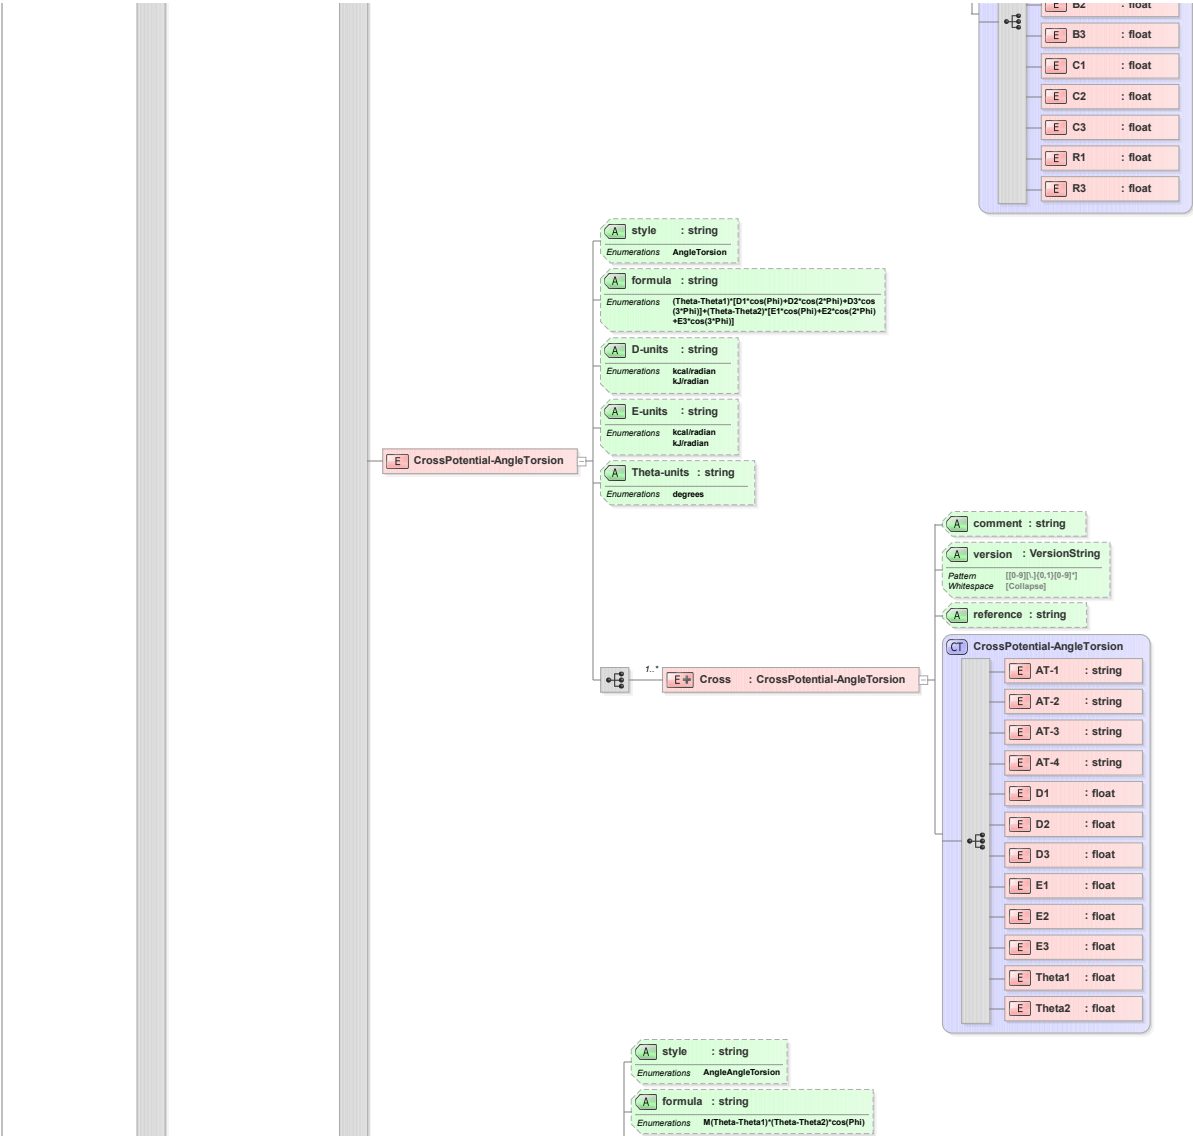 E B2 : float
E B3 : float
E C1 : float
E C2 : float
E C3 : float
E R1 : float
E R3 : float
A style : string
Enumerations AngleTorsion
A formula : string
Enumerations (Theta-Theta1)*[D1*cos(Phi)+D2*cos(2*Phi)+D3*cos
(3*Phi)]+(Theta-Theta2)*[E1*cos(Phi)+E2*cos(2*Phi)
+E3*cos(3*Phi)]
A D-units : string
Enumerations kcal/radian
kJ/radian
A E-units : string
Enumerations kcal/radian
kJ/radian
E CrossPotential-AngleTorsion
A Theta-units : string
Enumerations degrees
A comment : string
A version : VersionString
Pattern [[0-9][\.]{0,1}[0-9]*]
Whitespace [Collapse]
A reference : string
CT CrossPotential-AngleTorsion
1..*
E Cross : CrossPotential-AngleTorsion
E AT-1 : string
E AT-2 : string
E AT-3 : string
E AT-4 : string
E D1 : float
E D2 : float
E D3 : float
E E1 : float
E E2 : float
E E3 : float
E Theta1 : float
E Theta2 : float
A style : string
Enumerations AngleAngleTorsion
A formula : string
Enumerations M(Theta-Theta1)*(Theta-Theta2)*cos(Phi)